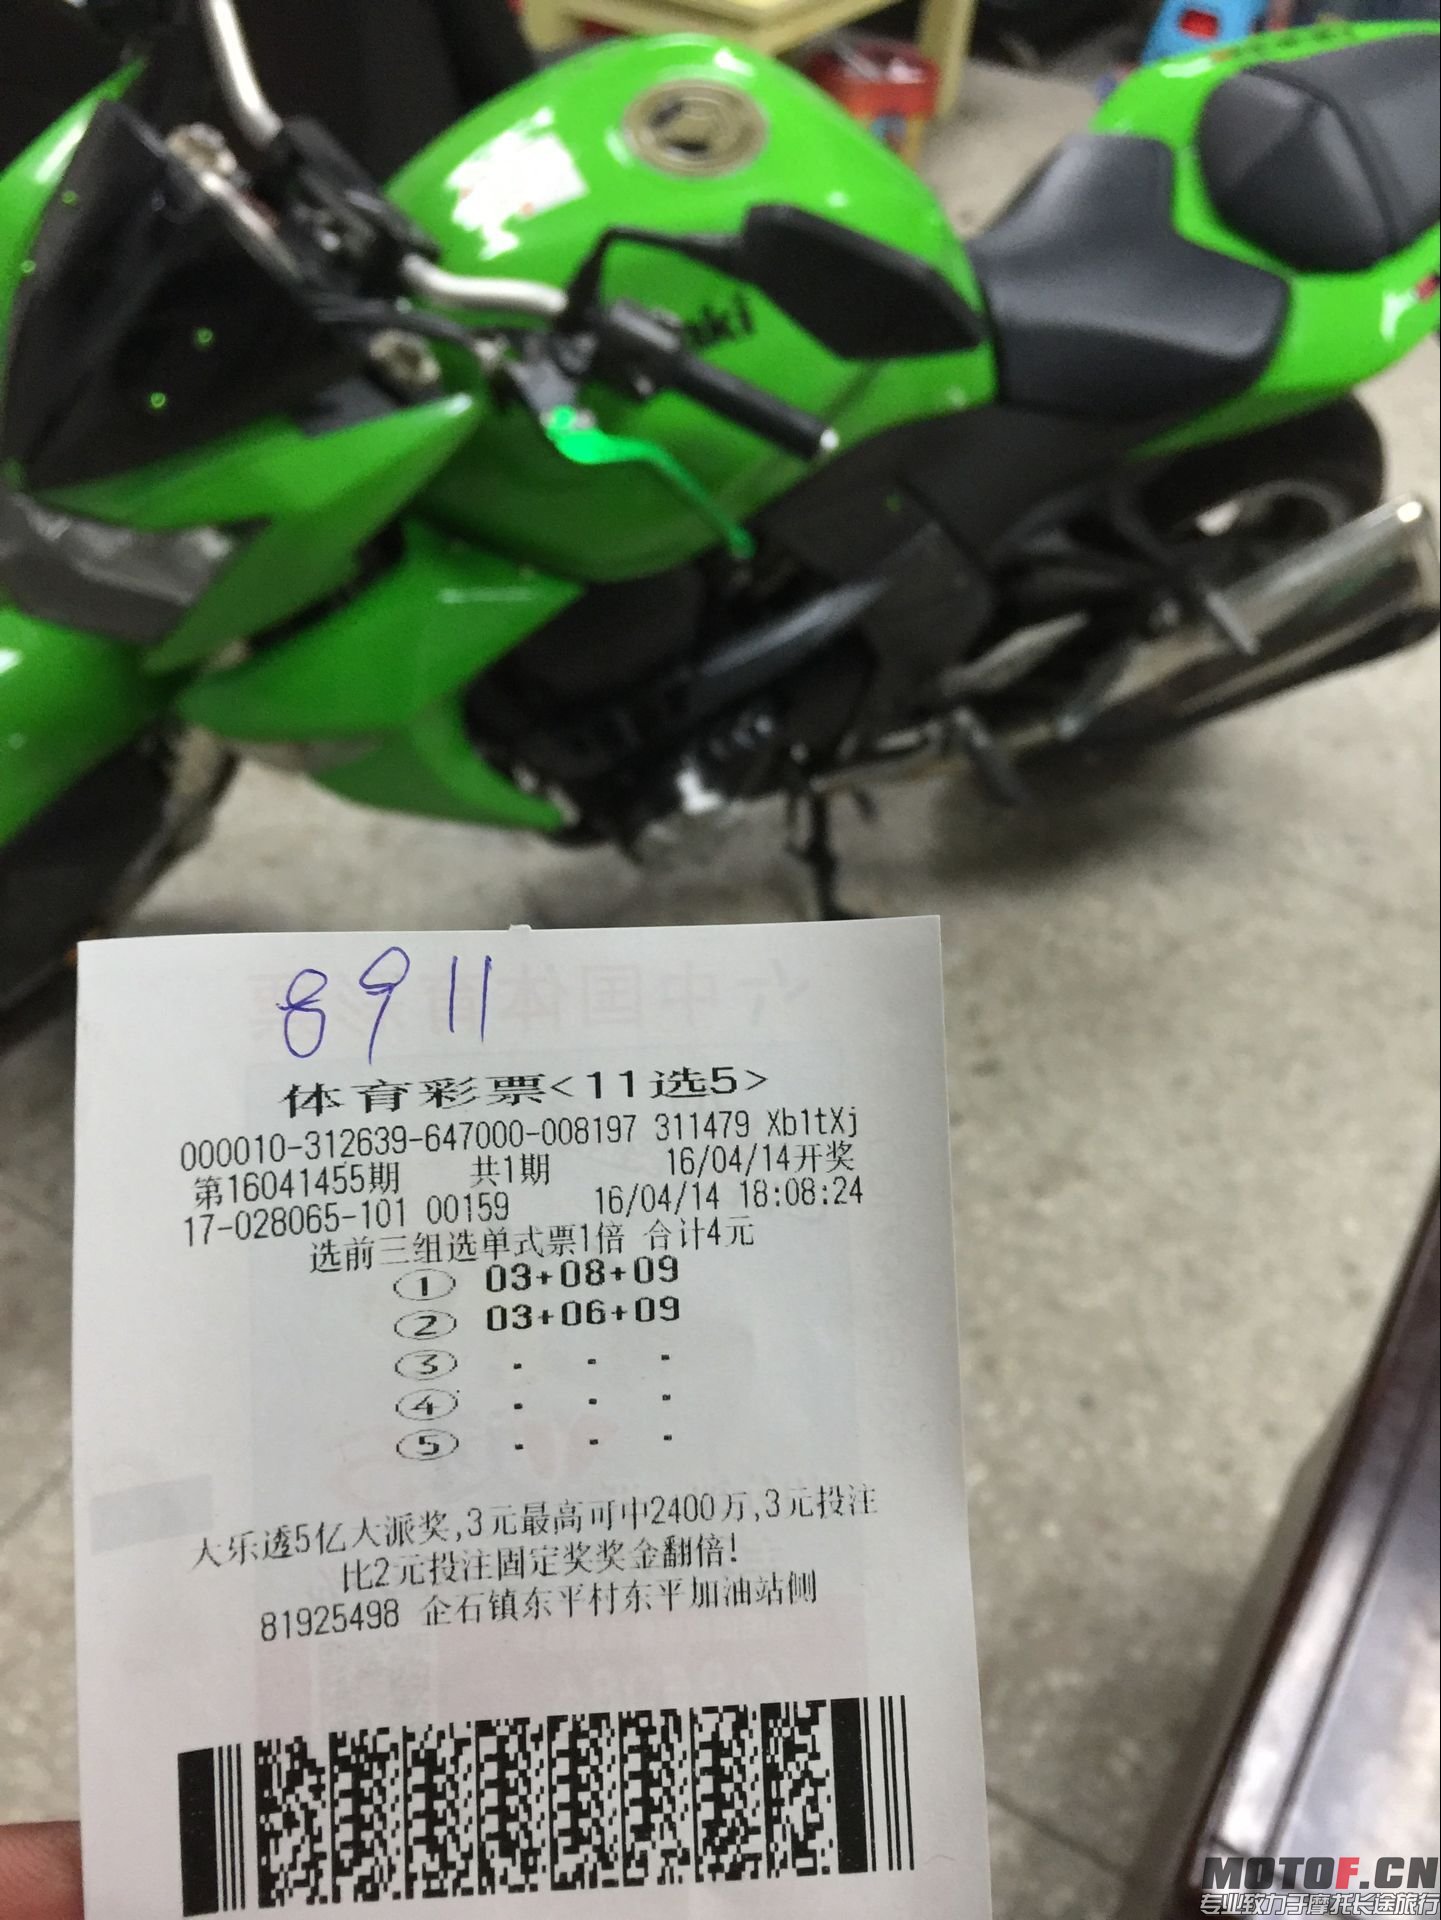 8911
体育彩票<11选5>
000010-312639-647000-008197 311479 Xb1tXj
第16041455期 共1期 16/04/14开奖
17-028065-101 00159 16/04/14 18:08:24
选前三组选单式票1倍 合计4元
① 03+08+09
② 03+06+09
③ - - -
④ - - -
⑤ - - -
大乐透5亿大派奖,3元最高可中2400万,3元投注
比2元投注固定奖奖金翻倍!
81925498 企石镇东平村东平加油站侧
MOTOF.CN
专业致力于摩托长途旅行